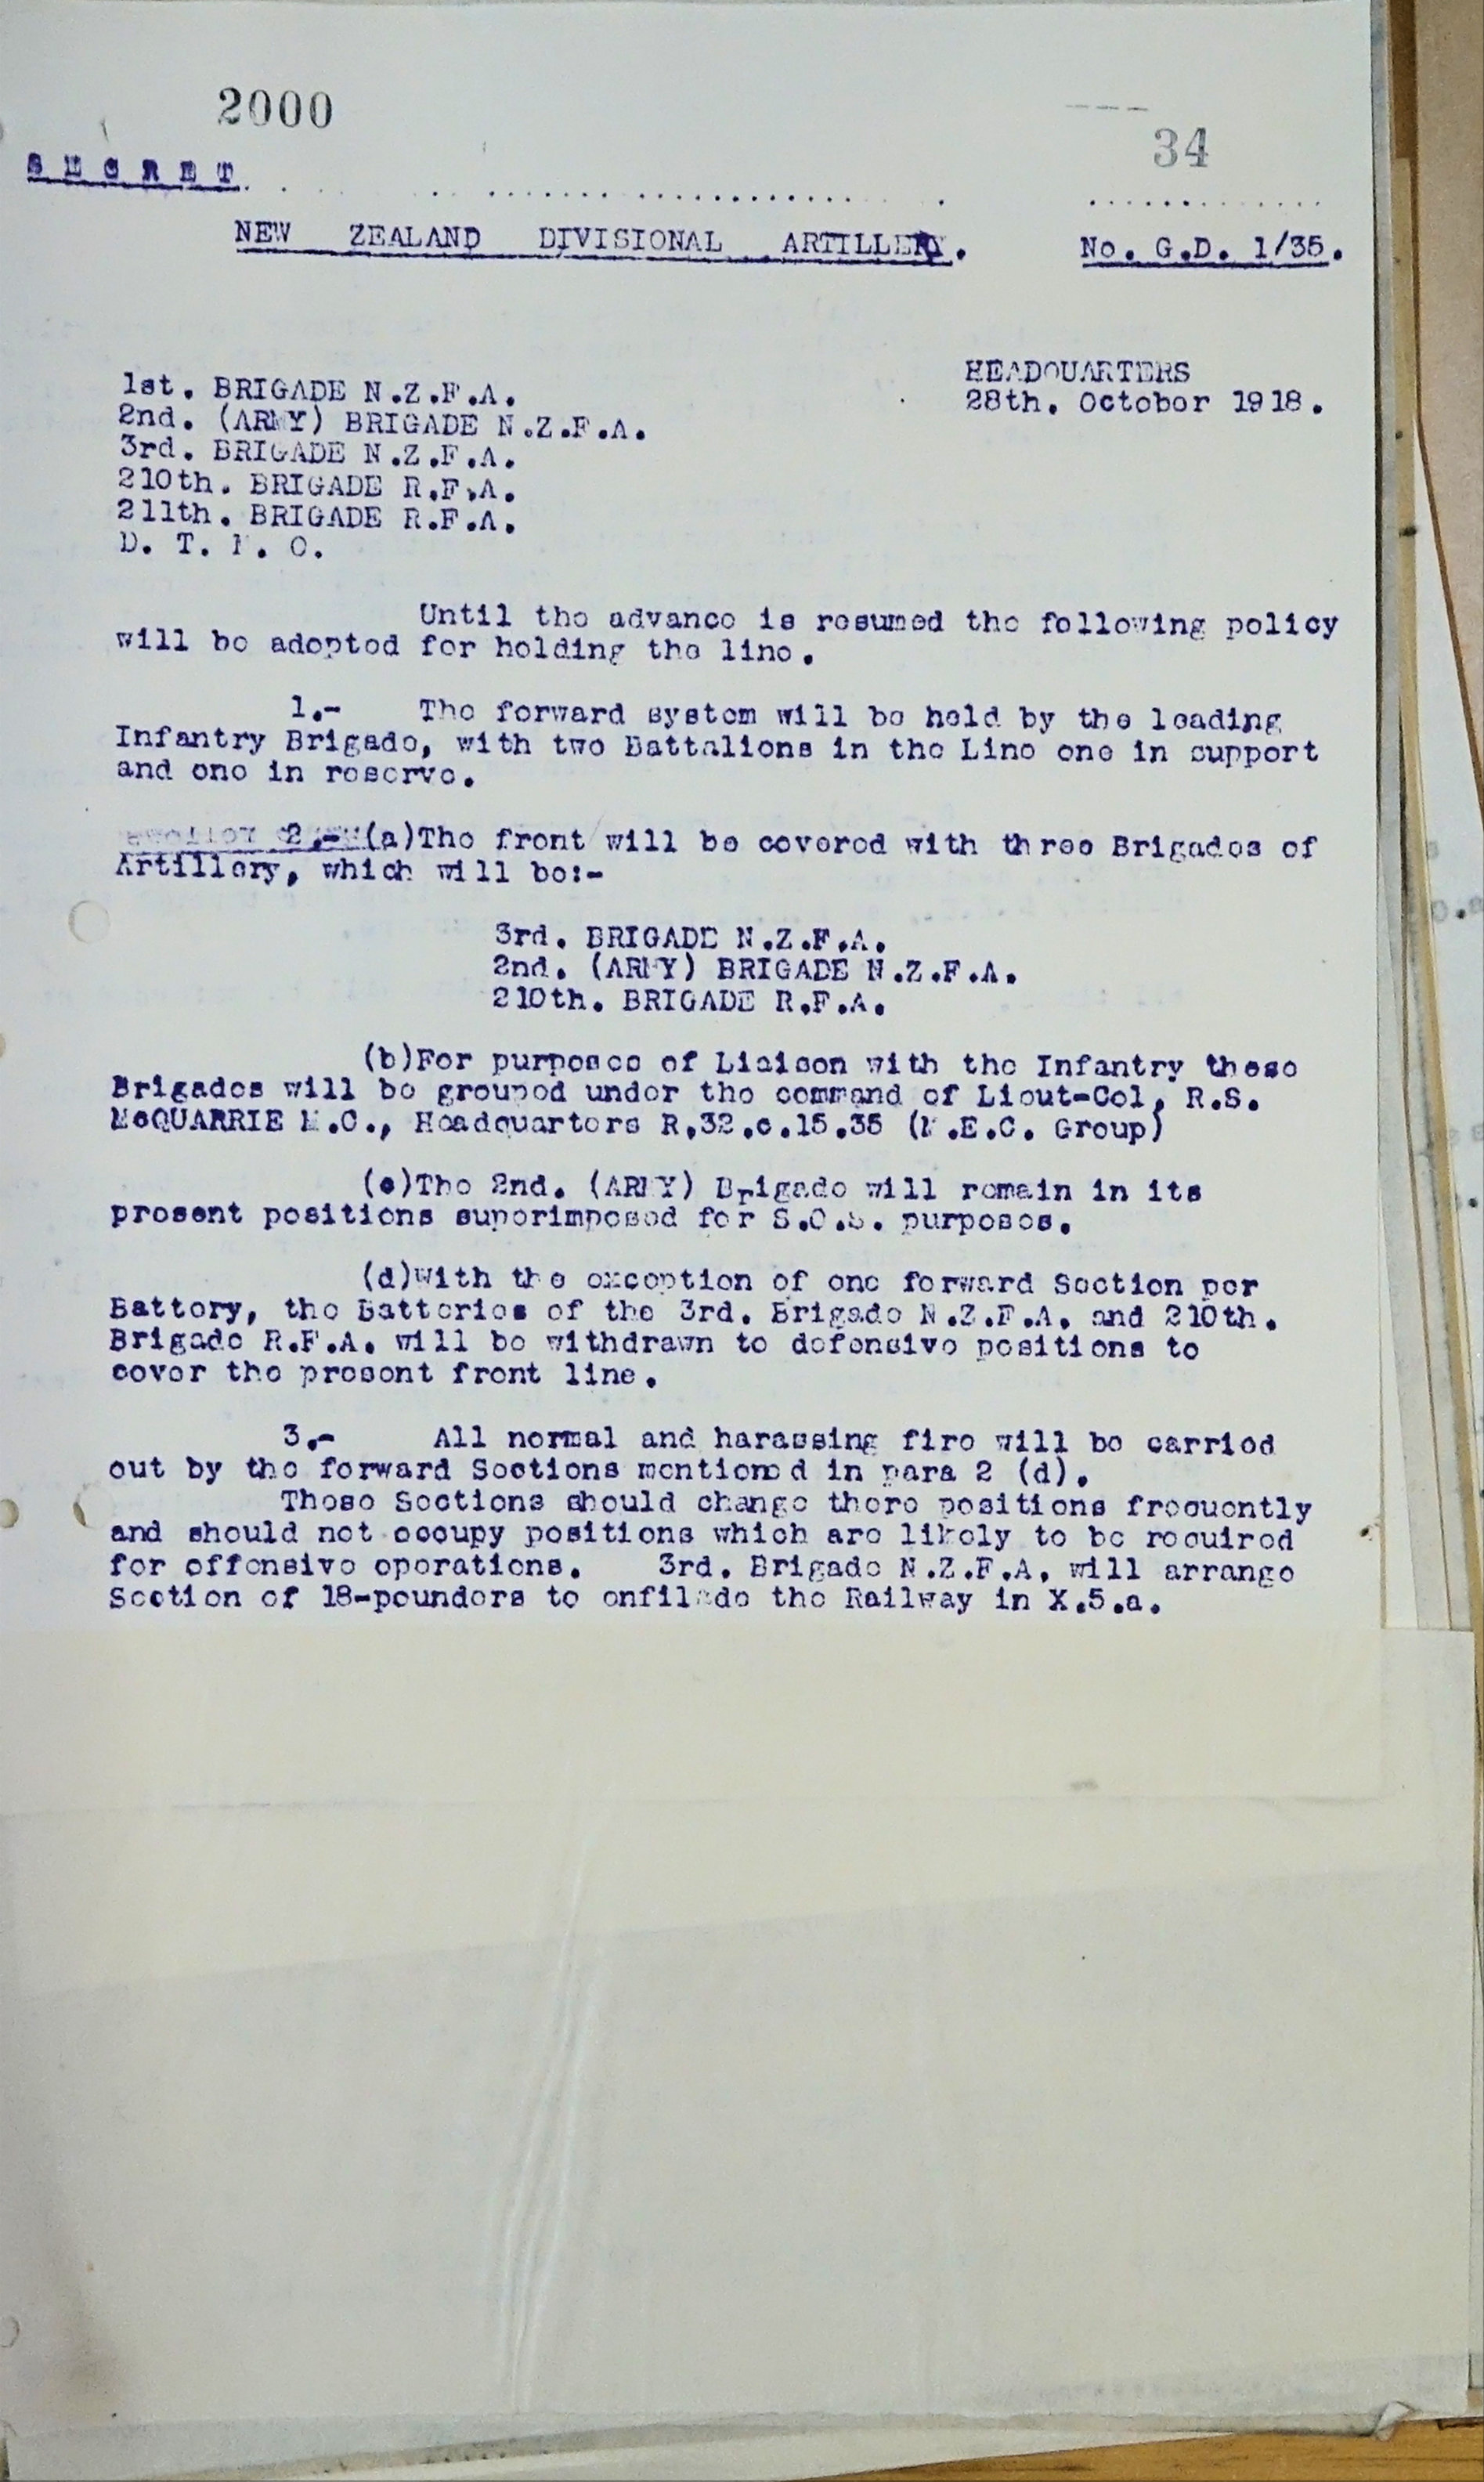 2000
34
SECRET.
NEW ZEALAND DIVISIONAL ARTILLERY.
No. G.D. 1/35.
HEADQUARTERS
28th. October 1918.
1st. BRIGADE N.Z.F.A.
2nd. (ARMY) BRIGADE N.Z.F.A.
3rd. BRIGADE N.Z.F.A.
210th. BRIGADE R.F.A.
211th. BRIGADE R.F.A.
D. T. M. O.
Until the advance is resumed the following policy
will be adopted for holding the line.
1.- The forward system will be held by the leading
Infantry Brigade, with two Battalions in the Line one in support
and one in reserve.
2.- (a)The front will be covered with three Brigades of
Artillery, which will be:-
3rd. BRIGADE N.Z.F.A.
2nd. (ARMY) BRIGADE N.Z.F.A.
210th. BRIGADE R.F.A.
(b)For purposes of Liaison with the Infantry these
Brigades will be grouped under the command of Lieut-Col, R.S.
McQUARRIE M.C., Headquarters R.32.c.15.35 (M.E.C. Group)
(c)The 2nd. (ARMY) Brigade will remain in its
present positions superimposed for S.O.S. purposes.
(d)With the exception of one forward Section per
Battery, the Batteries of the 3rd. Brigade N.Z.F.A. and 210th.
Brigade R.F.A. will be withdrawn to defensive positions to
cover the present front line.
3.- All normal and harassing fire will be carried
out by the forward Sections mentioned in para 2 (d).
These Sections should change there positions frequently
and should not occupy positions which are likely to be required
for offensive operations. 3rd. Brigade N.Z.F.A. will arrange
Section of 18-pounders to enfilade the Railway in X.5.a.